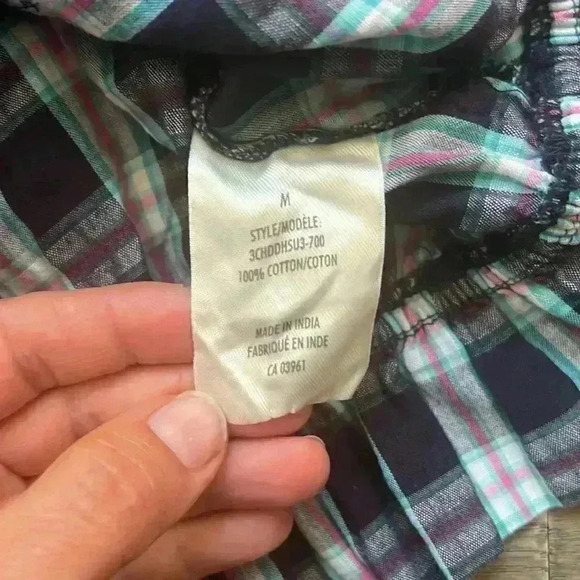 M
STYLE/MODÈLE:
3CHDDHSU3-700
100% COTTON/COTON
MADE IN INDIA
FABRIQUÉ EN INDE
CA 03961